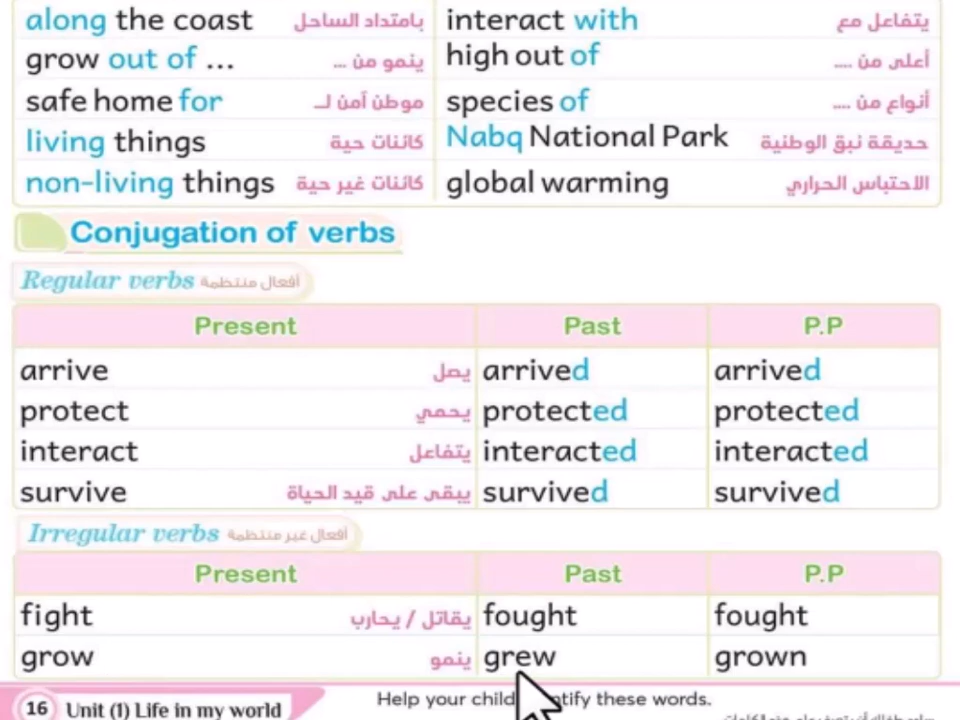 along the coast بامتداد الساحل interact with يتفاعل مع
grow out of ... ينمو من ... high out of أعلى من ....
safe home for موطن آمن لـ species of أنواع من ....
living things كائنات حية Nabq National Park حديقة نبق الوطنية
non-living things كائنات غير حية global warming الاحتباس الحراري
Conjugation of verbs
Regular verbs أفعال منتظمة
Present Past P.P
arrive يصل arrived arrived
protect يحمي protected protected
interact يتفاعل interacted interacted
survive يبقى على قيد الحياة survived survived
Irregular verbs أفعال غير منتظمة
Present Past P.P
fight يقاتل / يحارب fought fought
grow ينمو grew grown
16 Unit (1) Life in my world Help your child these words.